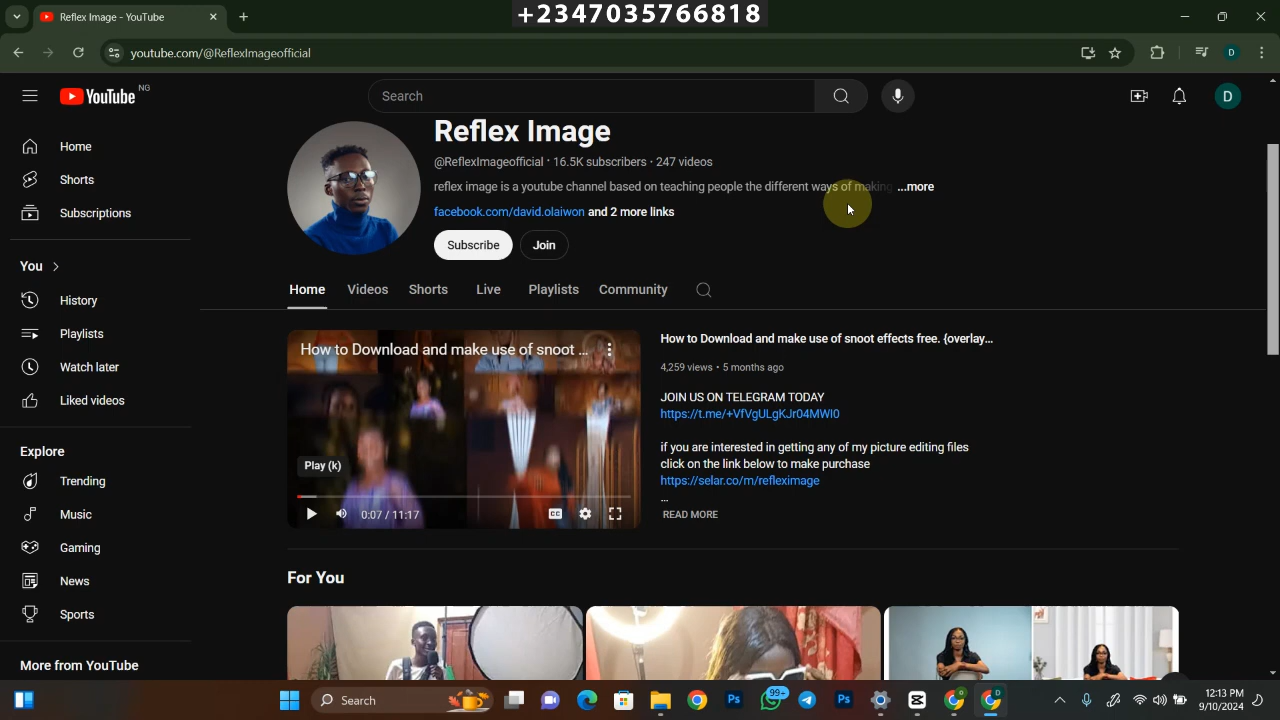 +2347035766818
Reflex Image - YouTube
youtube.com/@ReflexImageofficial
D
YouTube NG
Search
D
Home
Shorts
Subscriptions
You
History
Playlists
Watch later
Liked videos
Explore
Trending
Music
Gaming
News
Sports
More from YouTube
Reflex Image
@ReflexImageofficial · 16.5K subscribers · 247 videos
reflex image is a youtube channel based on teaching people the different ways of making ...more
facebook.com/david.olaiwon and 2 more links
Subscribe
Join
Home Videos Shorts Live Playlists Community
How to Download and make use of snoot ...
Play (k)
0:07 / 11:17
CC
How to Download and make use of snoot effects free. {overlay...
4,259 views • 5 months ago
JOIN US ON TELEGRAM TODAY
https://t.me/+VfVgULgKJr04MWI0
if you are interested in getting any of my picture editing files
click on the link below to make purchase
https://selar.co/m/refleximage
...
READ MORE
For You
Search
Ps
99+
Ps
D
D
12:13 PM
9/10/2024